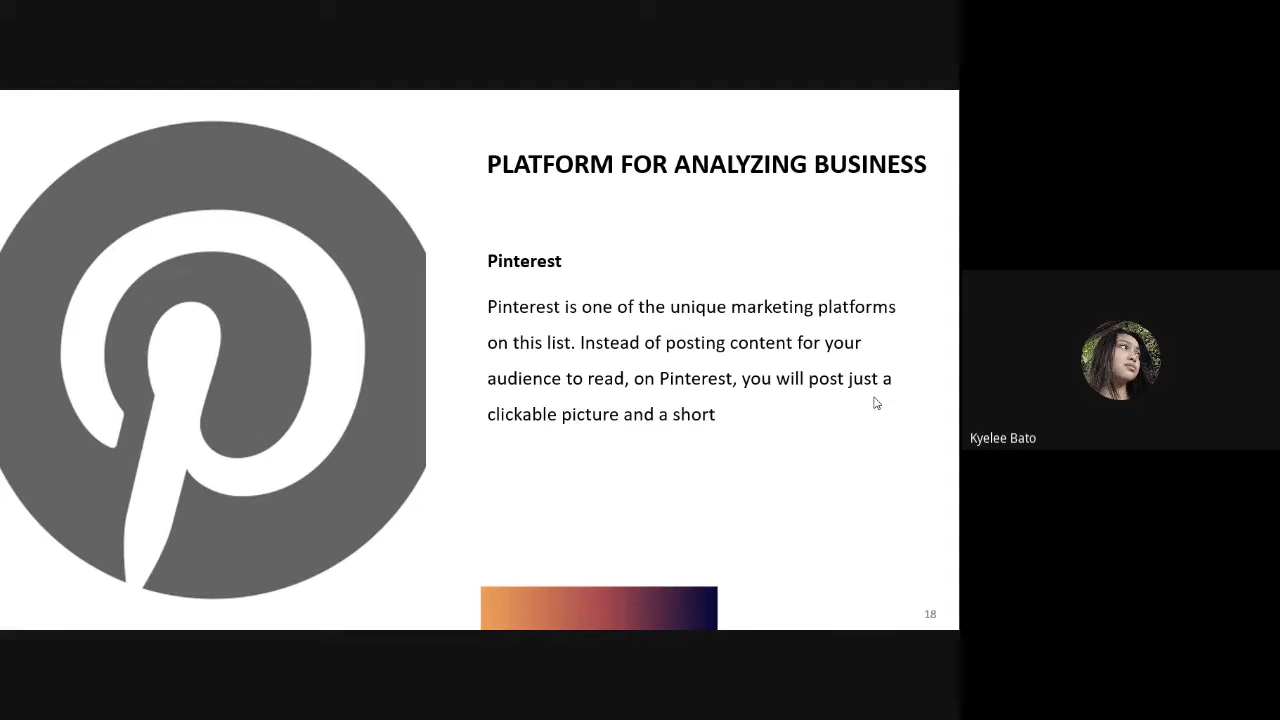 PLATFORM FOR ANALYZING BUSINESS
Pinterest
Pinterest is one of the unique marketing platforms
on this list. Instead of posting content for your
audience to read, on Pinterest, you will post just a
clickable picture and a short
18
Kyelee Bato